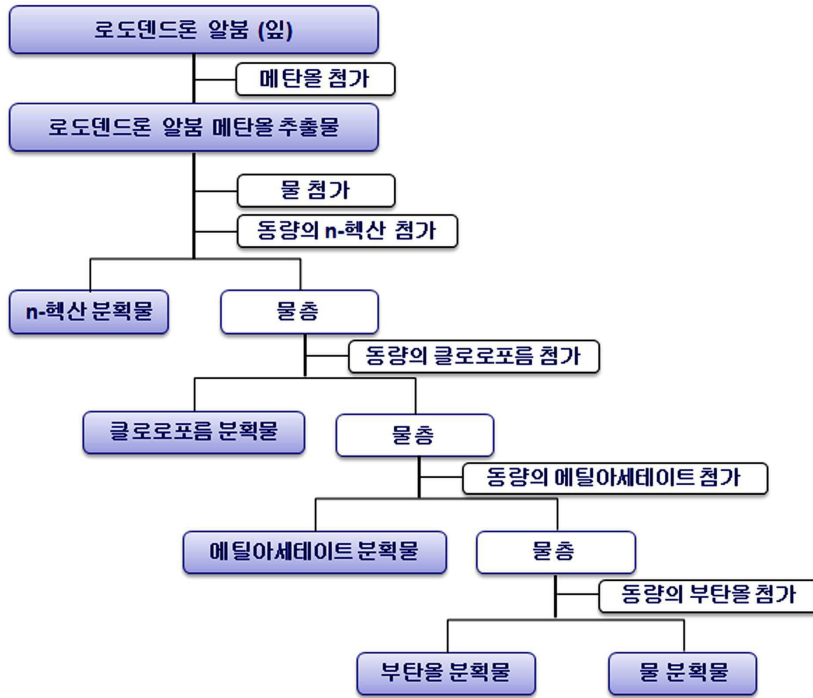 로도덴드론 알붐 (잎)
메탄올 첨가
로도덴드론 알붐 메탄올 추출물
물 첨가
동량의 n-헥산 첨가
n-헥산 분획물
물층
동량의 클로로포름 첨가
클로로포름 분획물
물층
동량의 에틸아세테이트 첨가
에틸아세테이트 분획물
물층
동량의 부탄올 첨가
부탄올 분획물
물 분획물